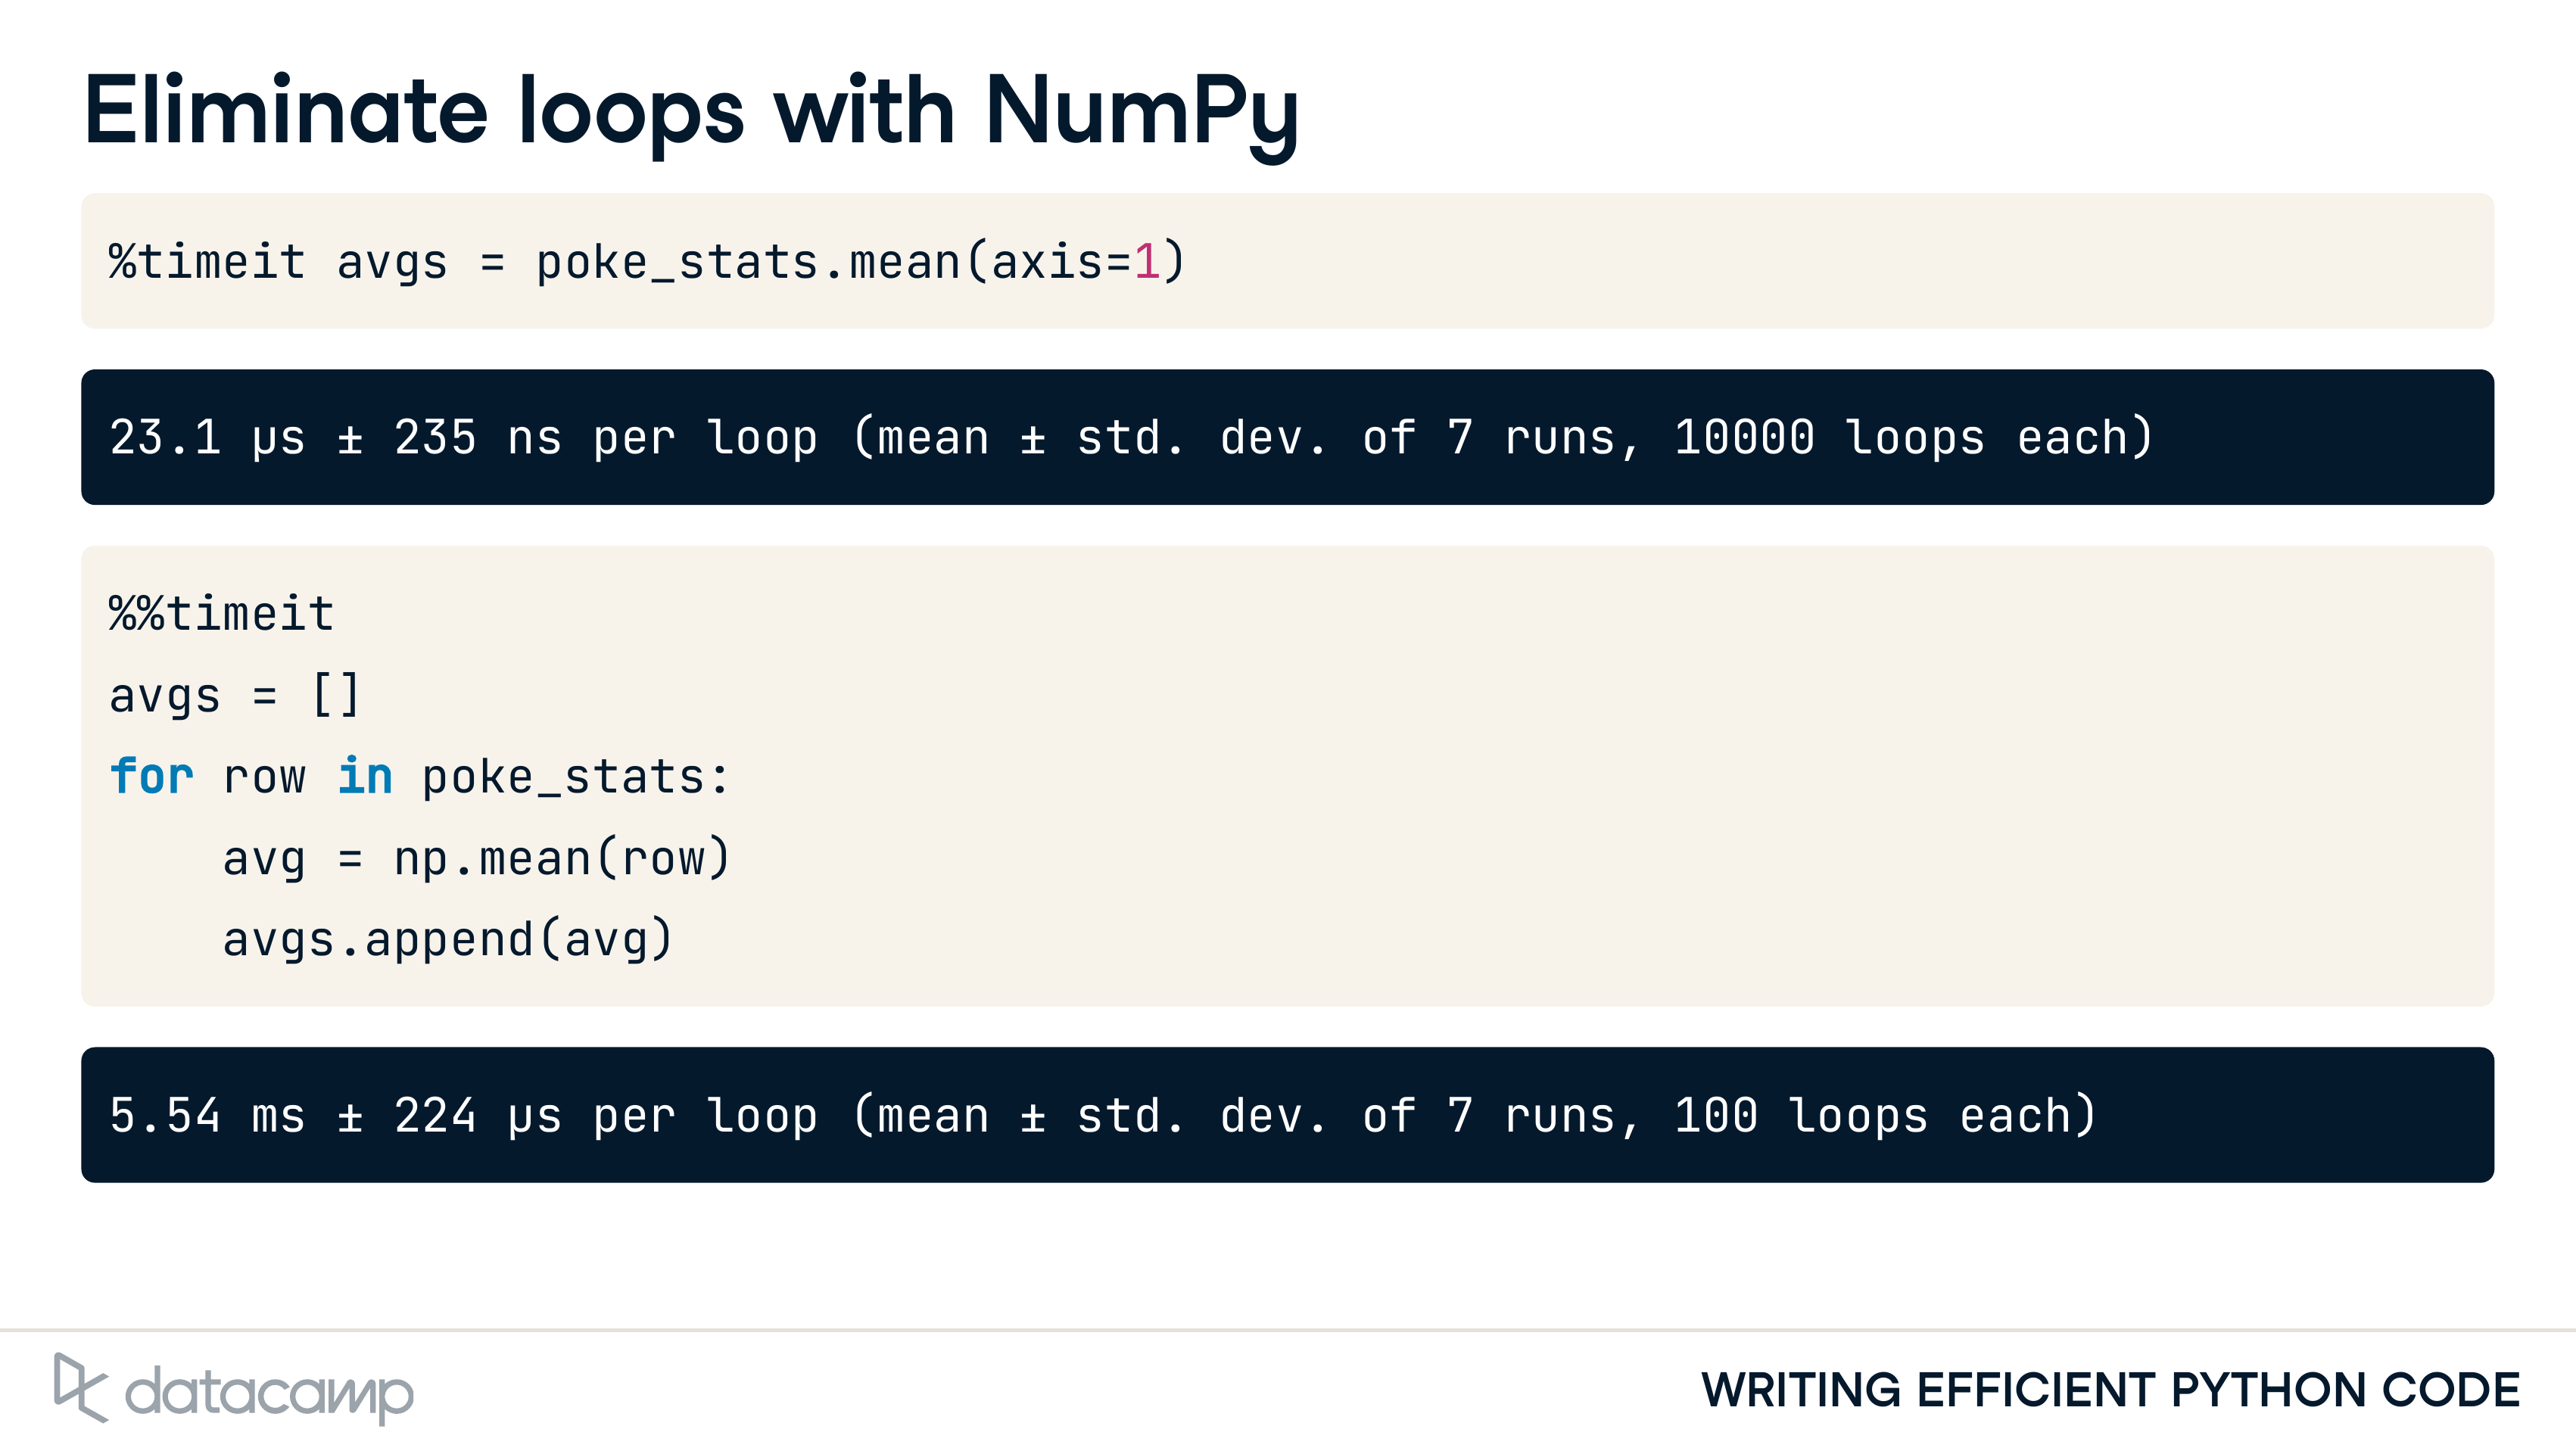 Eliminate loops with NumPy
%timeit avgs = poke_stats.mean(axis=1)
23.1 µs ± 235 ns per loop (mean ± std. dev. of 7 runs, 10000 loops each)
%%timeit
avgs = []
for row in poke_stats:
    avg = np.mean(row)
    avgs.append(avg)
5.54 ms ± 224 µs per loop (mean ± std. dev. of 7 runs, 100 loops each)
datacamp
WRITING EFFICIENT PYTHON CODE